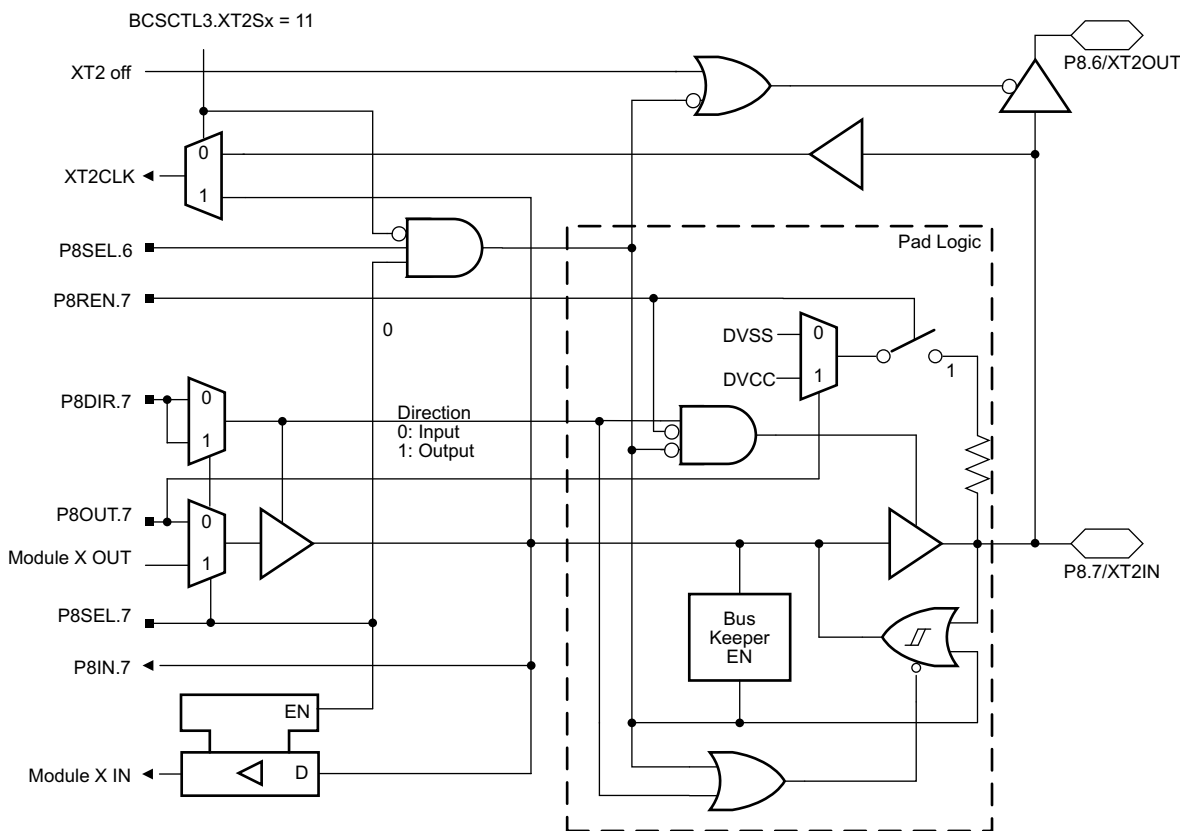 BCSCTL3.XT2Sx = 11
XT2 off
P8.6/XT2OUT
0
XT2CLK
1
P8SEL.6
Pad Logic
P8REN.7
0
DVSS
0
DVCC
1
1
P8DIR.7
0
1
Direction
0: Input
1: Output
P8OUT.7
0
Module X OUT
1
P8.7/XT2IN
P8SEL.7
Bus
Keeper
EN
P8IN.7
EN
Module X IN
D